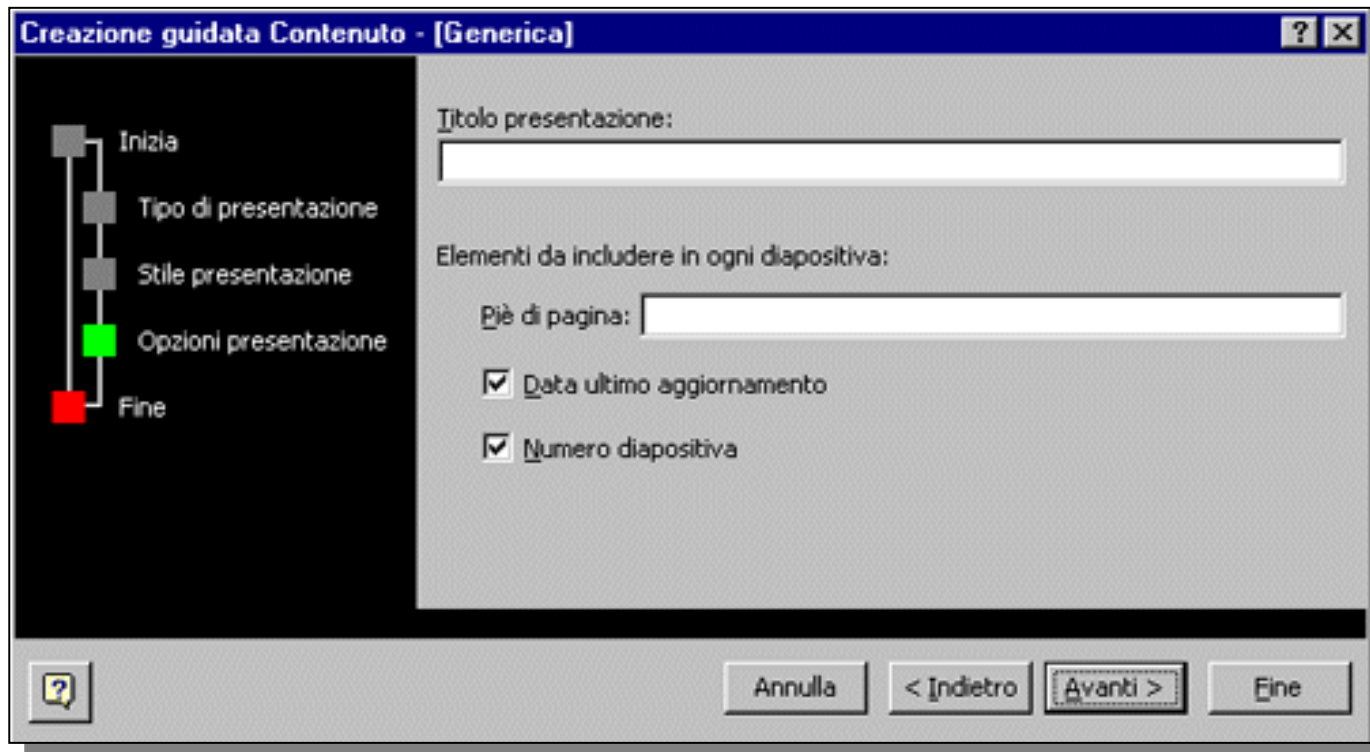 Creazione guidata Contenuto - [Generica]
Inizia
Tipo di presentazione
Stile presentazione
Opzioni presentazione
Fine
Titolo presentazione:
Elementi da includere in ogni diapositiva:
Piè di pagina:
Data ultimo aggiornamento
Numero diapositiva
Annulla
< Indietro
Avanti >
Fine